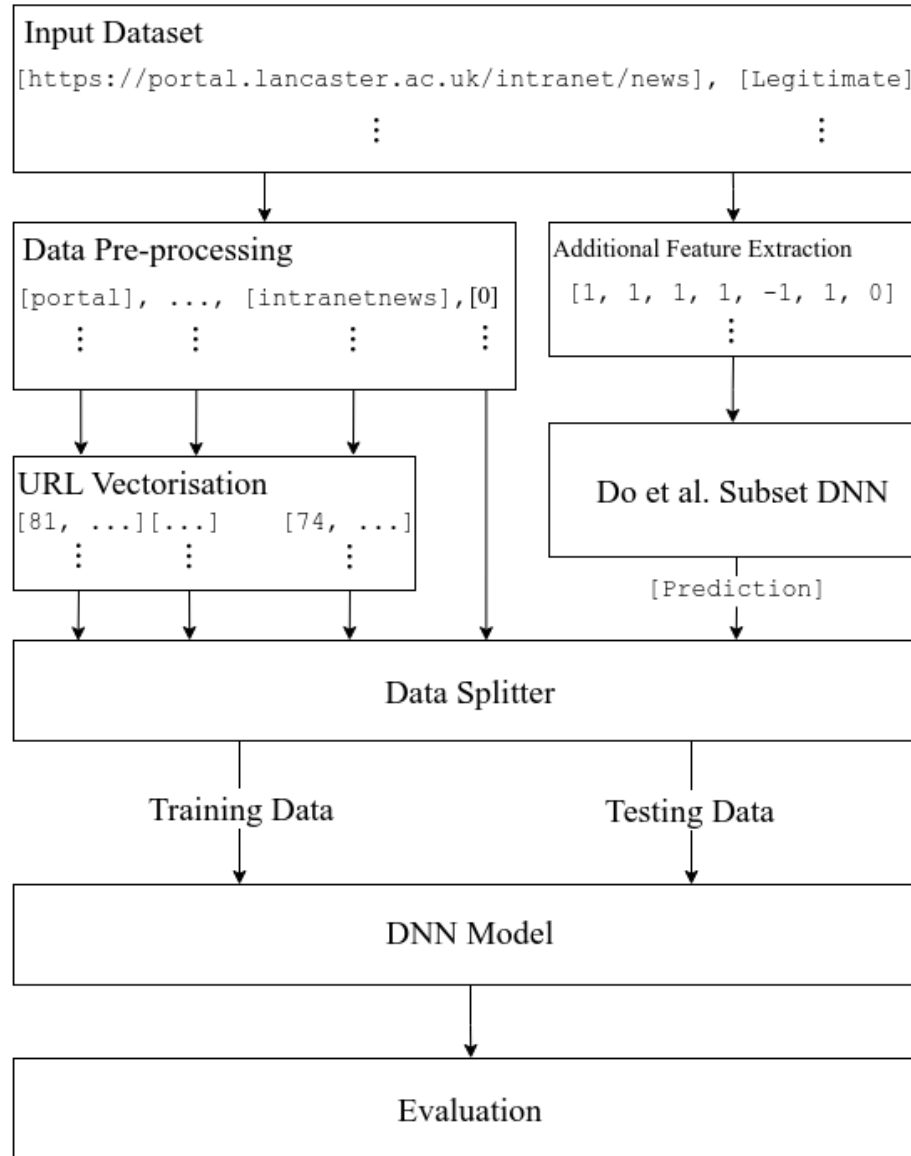 Input Dataset
[https://portal.lancaster.ac.uk/intranet/news], [Legitimate]
Data Pre-processing
[portal], ..., [intranetnews],[0]
Additional Feature Extraction
[1, 1, 1, 1, -1, 1, 0]
URL Vectorisation
[81, ...][...] [74, ...]
Do et al. Subset DNN
[Prediction]
Data Splitter
Training Data
Testing Data
DNN Model
Evaluation